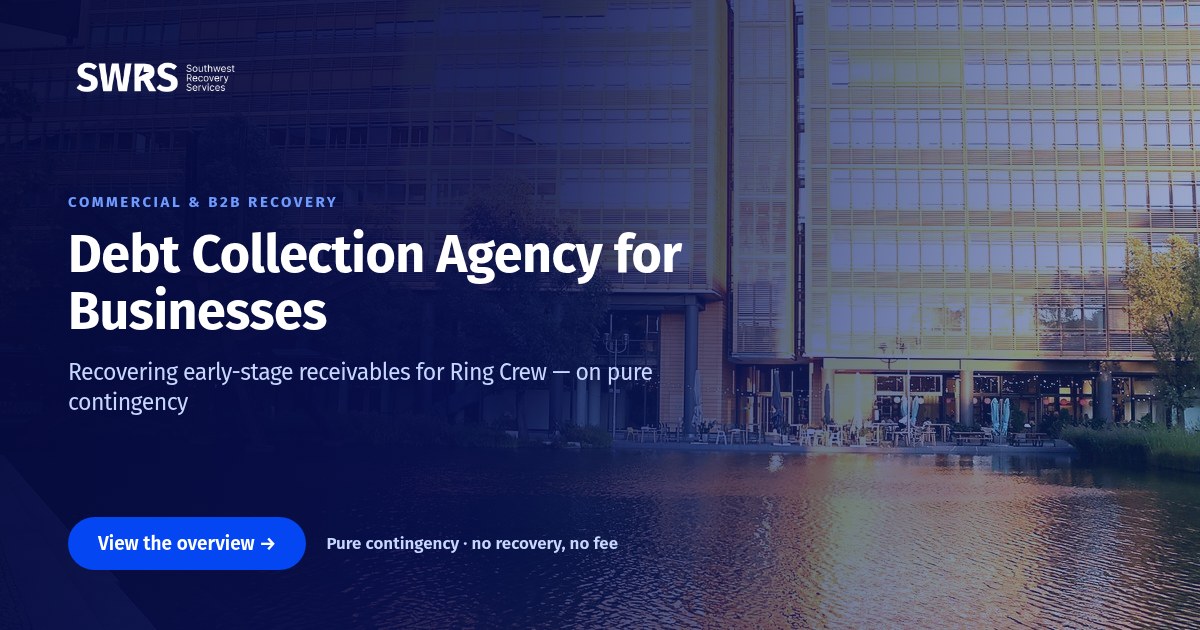 SWRS
Southwest
Recovery
Services
COMMERCIAL & B2B RECOVERY
Debt Collection Agency for
Businesses
Recovering early-stage receivables for Ring Crew — on pure
contingency
View the overview →
Pure contingency · no recovery, no fee